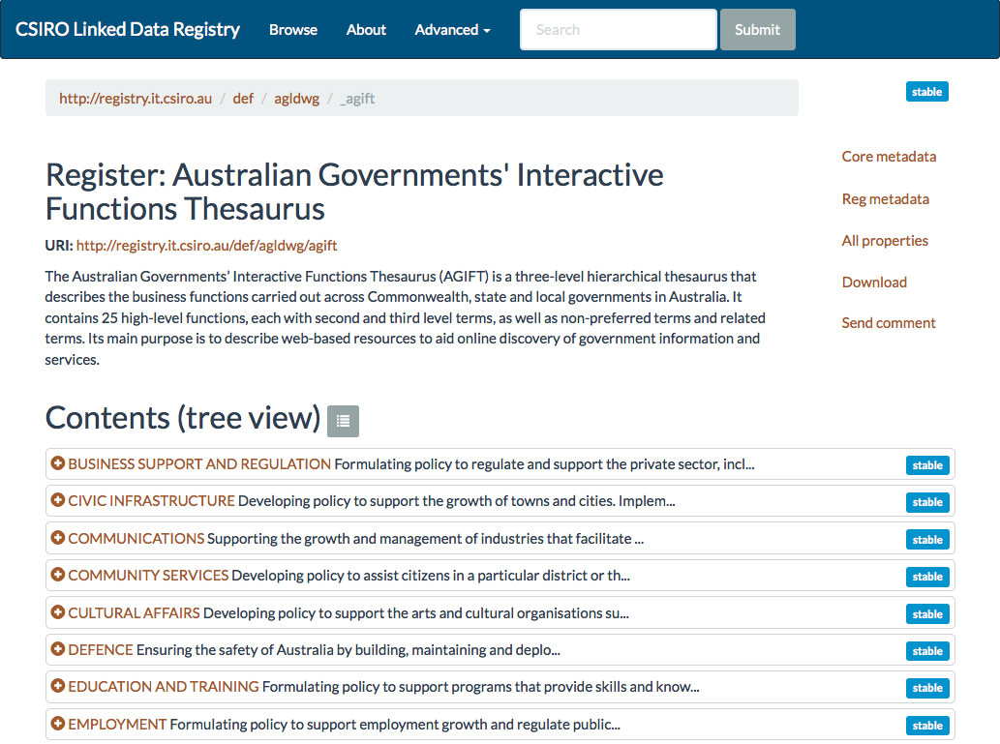 CSIRO Linked Data Registry Browse About Advanced Search Submit
http://registry.it.csiro.au / def / agldwg / _agift
stable
Core metadata
Reg metadata
All properties
Download
Send comment
Register: Australian Governments' Interactive
Functions Thesaurus
URI: http://registry.it.csiro.au/def/agldwg/agift
The Australian Governments’ Interactive Functions Thesaurus (AGIFT) is a three-level hierarchical thesaurus that
describes the business functions carried out across Commonwealth, state and local governments in Australia. It
contains 25 high-level functions, each with second and third level terms, as well as non-preferred terms and related
terms. Its main purpose is to describe web-based resources to aid online discovery of government information and
services.
Contents (tree view)
BUSINESS SUPPORT AND REGULATION Formulating policy to regulate and support the private sector, incl... stable
CIVIC INFRASTRUCTURE Developing policy to support the growth of towns and cities. Implem... stable
COMMUNICATIONS Supporting the growth and management of industries that facilitate ... stable
COMMUNITY SERVICES Developing policy to assist citizens in a particular district or th... stable
CULTURAL AFFAIRS Developing policy to support the arts and cultural organisations su... stable
DEFENCE Ensuring the safety of Australia by building, maintaining and deplo... stable
EDUCATION AND TRAINING Formulating policy to support programs that provide skills and know... stable
EMPLOYMENT Formulating policy to support employment growth and regulate public... stable